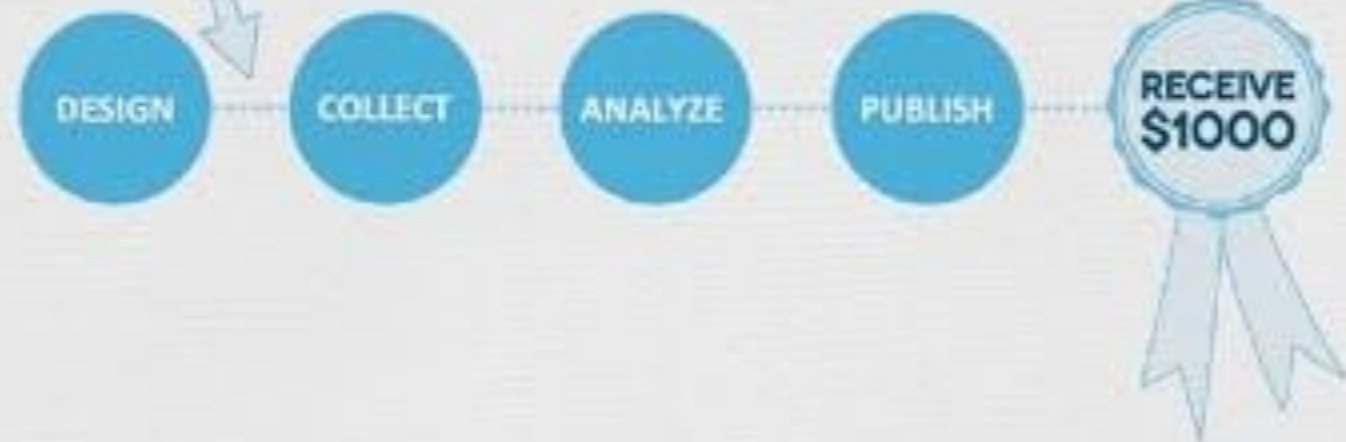 DESIGN
COLLECT
ANALYZE
PUBLISH
RECEIVE
$1000